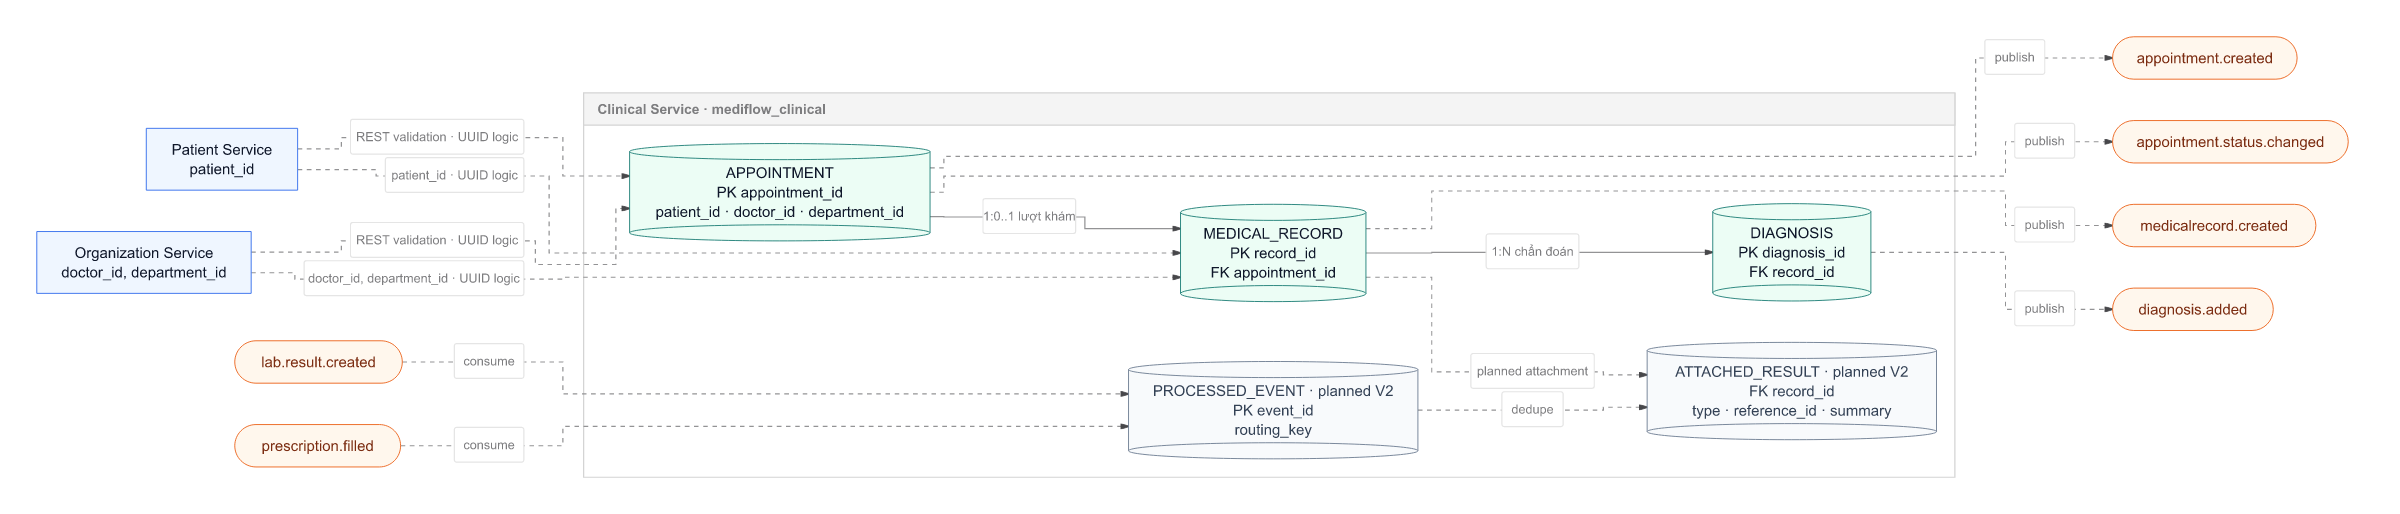 Clinical Service · mediflow_clinical
Patient Service
patient_id
REST validation · UUID logic
patient_id · UUID logic
Organization Service
doctor_id, department_id
REST validation · UUID logic
doctor_id, department_id · UUID logic
lab.result.created
consume
prescription.filled
consume
APPOINTMENT
PK appointment_id
patient_id · doctor_id · department_id
1:0..1 lượt khám
MEDICAL_RECORD
PK record_id
FK appointment_id
1:N chẩn đoán
DIAGNOSIS
PK diagnosis_id
FK record_id
PROCESSED_EVENT · planned V2
PK event_id
routing_key
planned attachment
dedupe
ATTACHED_RESULT · planned V2
FK record_id
type · reference_id · summary
publish
appointment.created
publish
appointment.status.changed
publish
medicalrecord.created
publish
diagnosis.added